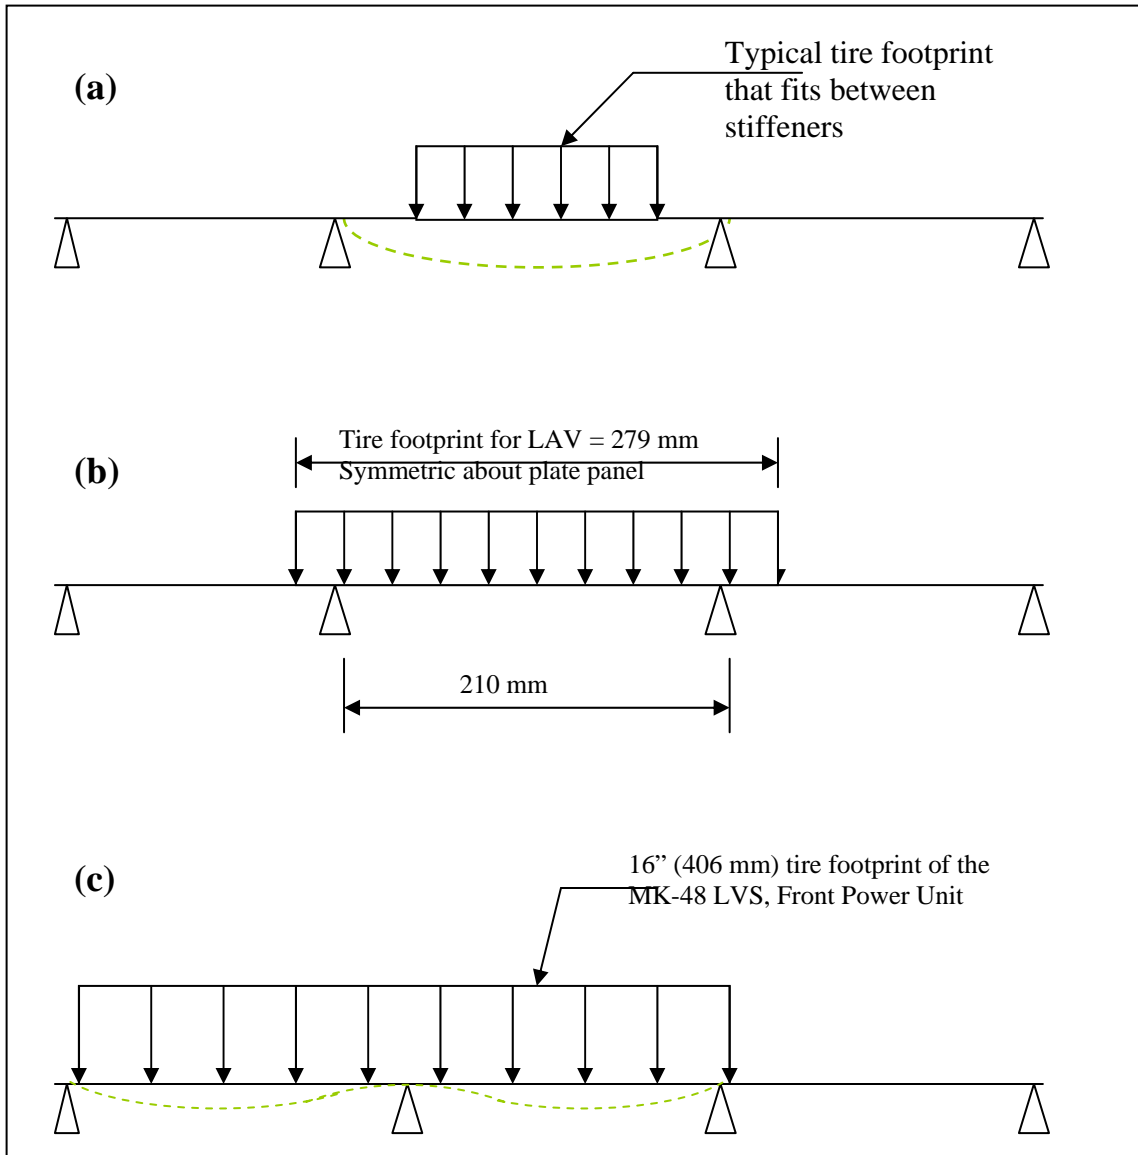 (a)
Typical tire footprint
that fits between
stiffeners
(b)
Tire footprint for LAV = 279 mm
Symmetric about plate panel
210 mm
(c)
16” (406 mm) tire footprint of the
MK-48 LVS, Front Power Unit